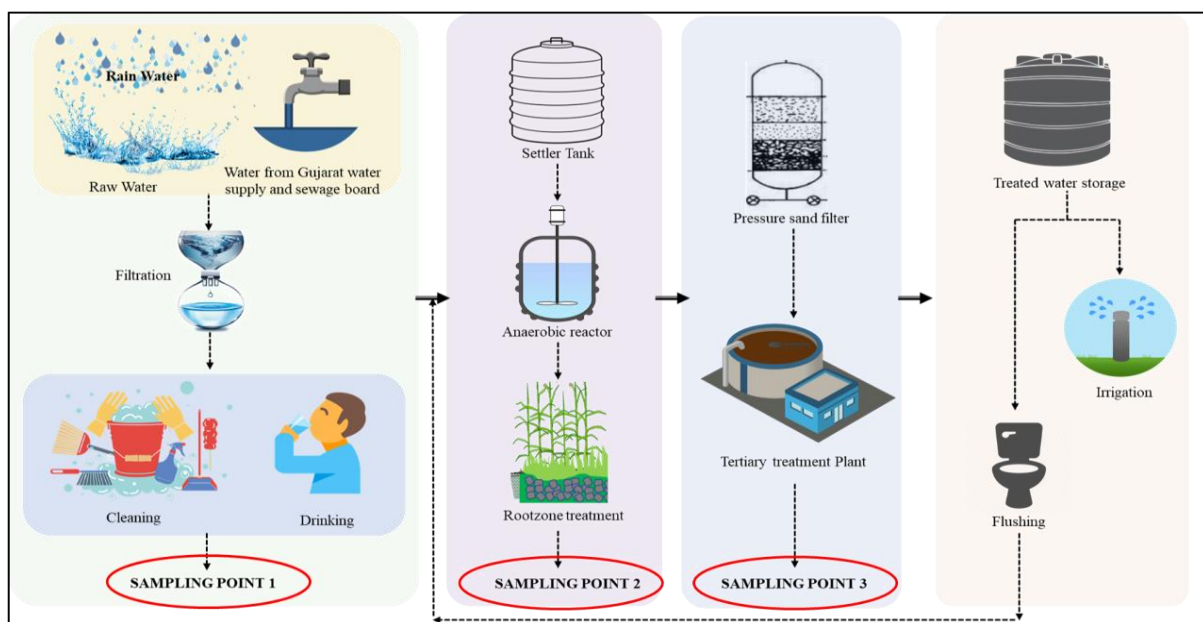 Rain Water
Raw Water
Water from Gujarat water
supply and sewage board
Filtration
Cleaning
Drinking
SAMPLING POINT 1
Settler Tank
Anaerobic reactor
Rootzone treatment
SAMPLING POINT 2
Pressure sand filter
Tertiary treatment Plant
SAMPLING POINT 3
Treated water storage
Irrigation
Flushing